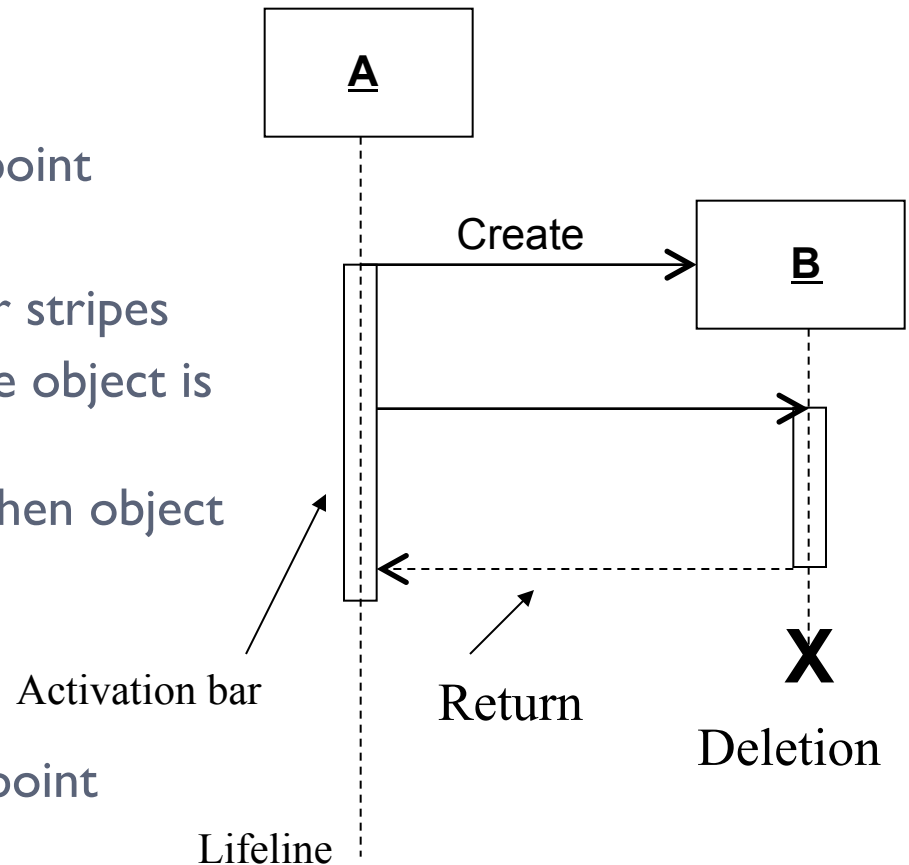 A
point
Create
B
r stripes
e object is
hen object
Activation bar
Return
Deletion
point
Lifeline